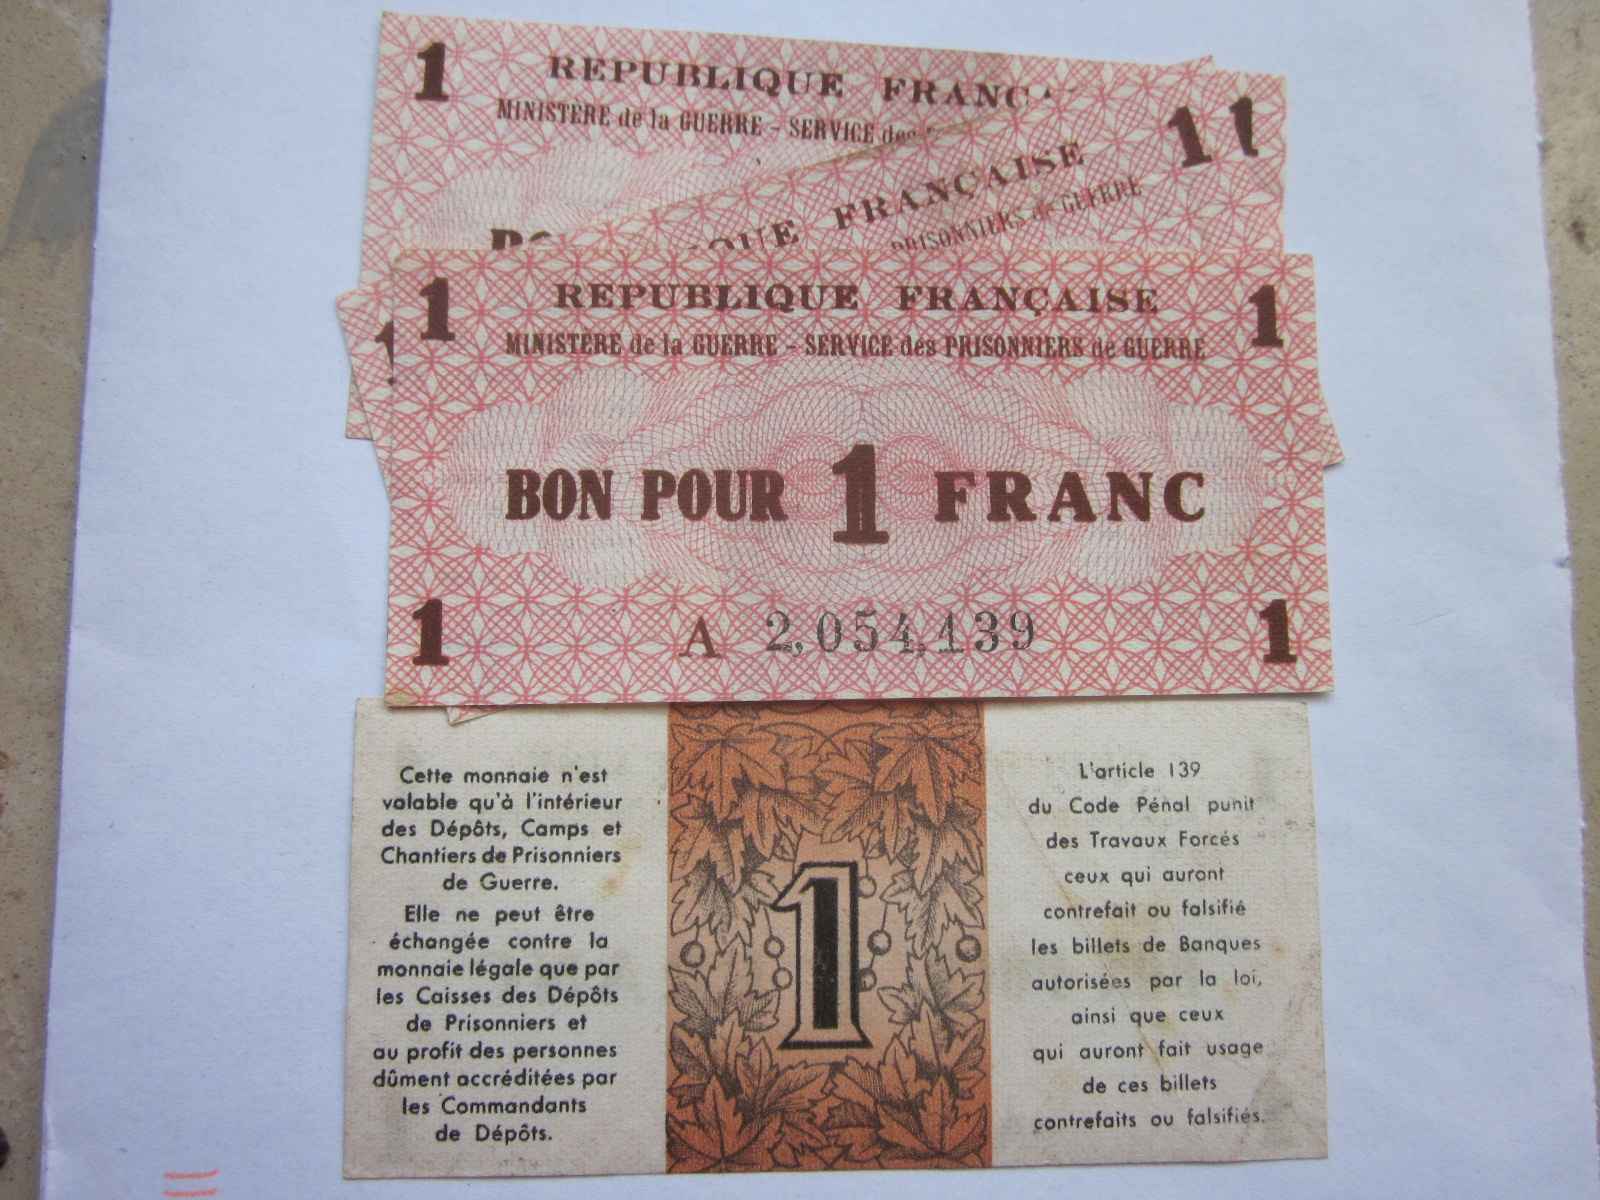 1 REPUBLIQUE
MINISTÈRE de la GUERRE - SERVICE
1 1
FRANÇAISE
PRISONNIERS de GUERRE
1 REPUBLIQUE FRANÇAISE 1
MINISTÈRE de la GUERRE - SERVICE des PRISONNIERS de GUERRE
BON POUR 1 FRANC
1 A 2,054,139 1
Cette monnaie n'est
valable qu'à l'intérieur
des Dépôts, Camps et
Chantiers de Prisonniers
de Guerre.
Elle ne peut être
échangée contre la
monnaie légale que par
les Caisses des Dépôts
de Prisonniers et
au profit des personnes
dûment accréditées par
les Commandants
de Dépôts.
1
L'article 139
du Code Pénal punit
des Travaux Forcés
ceux qui auront
contrefait ou falsifié
les billets de Banques
autorisées par la loi,
ainsi que ceux
qui auront fait usage
de ces billets
contrefaits ou falsifiés.